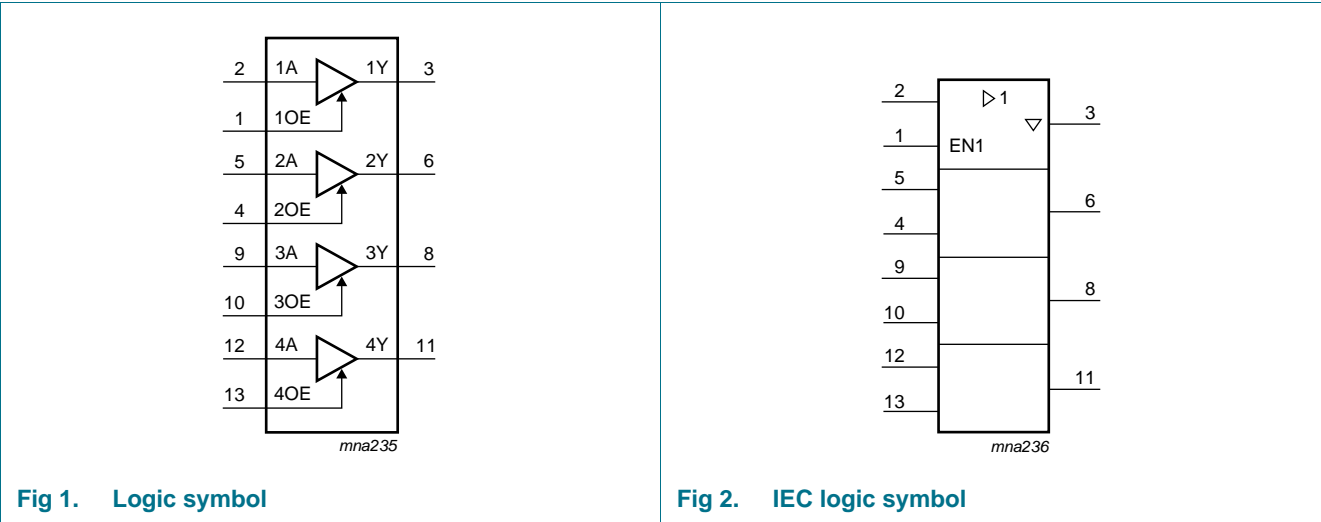 2 1A 1Y 3
1 1OE
5 2A 2Y 6
4 2OE
9 3A 3Y 8
10 3OE
12 4A 4Y 11
13 4OE
mna235
Fig 1. Logic symbol
2 1
3
1 EN1
5
6
4
9
8
10
12
11
13
mna236
Fig 2. IEC logic symbol